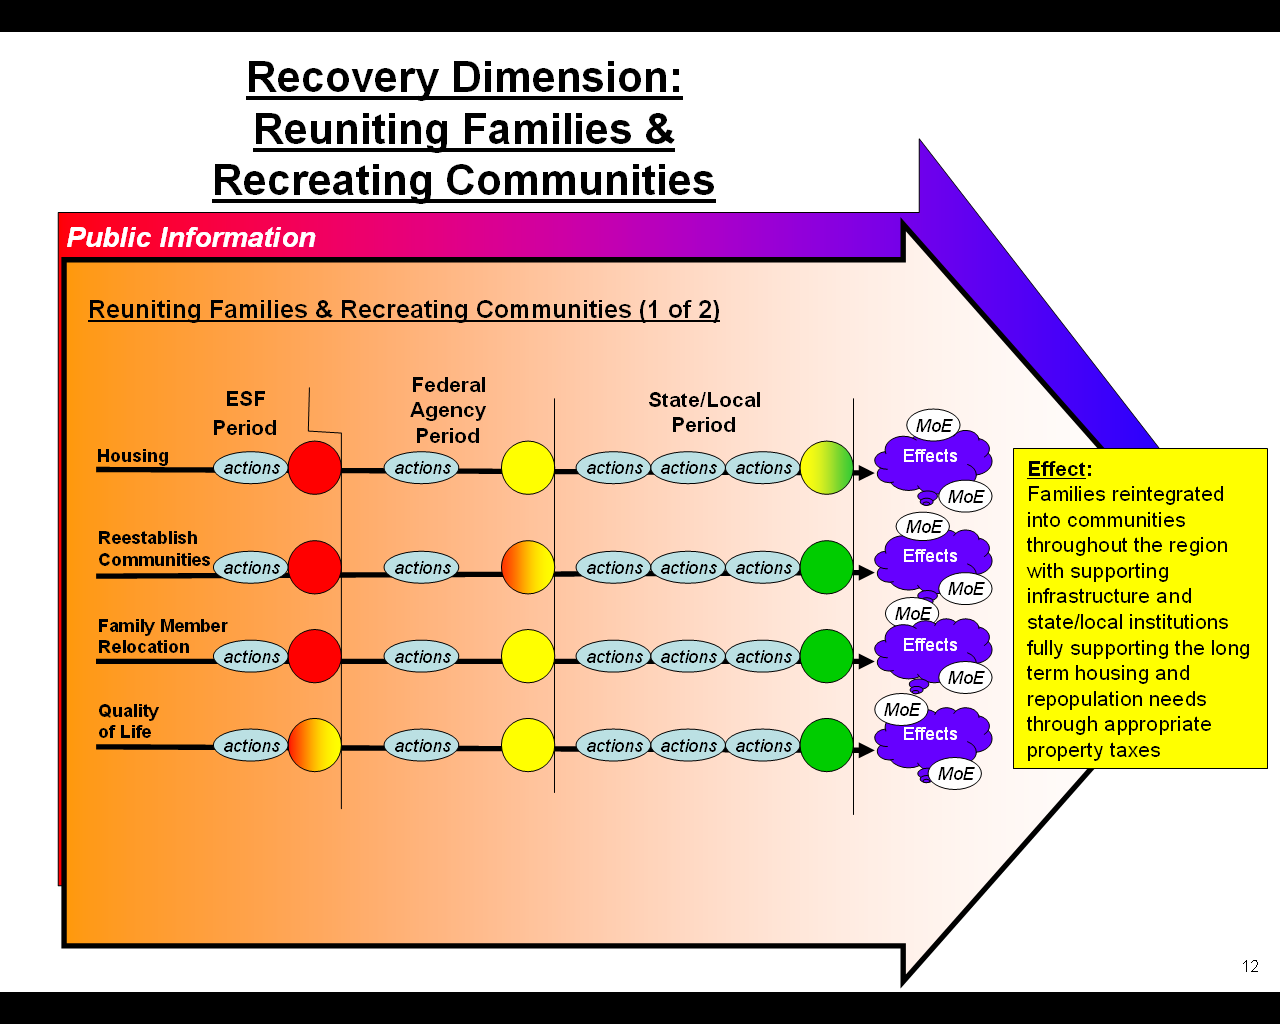 Recovery Dimension:
Reuniting Families &
Recreating Communities
Public Information
Reuniting Families & Recreating Communities (1 of 2)
ESF
Period
Federal
Agency
Period
State/Local
Period
Housing
actions
actions
actions
actions
actions
MoE
Effects
MoE
Reestablish
Communities
actions
actions
actions
actions
actions
MoE
Effects
MoE
Family Member
Relocation
actions
actions
actions
actions
actions
MoE
Effects
MoE
Quality
of Life
actions
actions
actions
actions
actions
MoE
Effects
MoE
Effect:
Families reintegrated
into communities
throughout the region
with supporting
infrastructure and
state/local institutions
fully supporting the long
term housing and
repopulation needs
through appropriate
property taxes
12